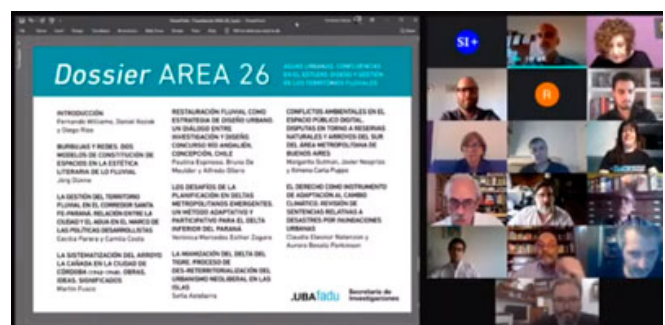 Dossier AREA 26
AGUAS URBANAS: CONFLUENCIAS
EN EL ESTUDIO, DISEÑO Y GESTIÓN
DE LOS TERRITORIOS FLUVIALES
INTRODUCCIÓN
Fernando Williams, Daniel Kozak
y Diego Ríos
BURBUJAS Y REDES. DOS
MODELOS DE CONSTITUCIÓN DE
ESPACIOS EN LA ESTÉTICA
LITERARIA DE LO FLUVIAL
Jörg Dünne
LA GESTIÓN DEL TERRITORIO
FLUVIAL EN EL CORREDOR SANTA
FE-PARANÁ. RELACIÓN ENTRE LA
CIUDAD Y EL AGUA EN EL MARCO DE
LAS POLÍTICAS DESARROLLISTAS
Cecilia Parera y Camila Costa
LA SISTEMATIZACIÓN DEL ARROYO
LA CAÑADA EN LA CIUDAD DE
CÓRDOBA
OBRAS,
IDEAS, SIGNIFICADOS
Martín Fusco
RESTAURACIÓN FLUVIAL COMO
ESTRATEGIA DE DISEÑO URBANO.
UN DIÁLOGO ENTRE
INVESTIGACIÓN Y DISEÑO.
CONCURSO RÍO ANDALIÉN,
CONCEPCIÓN, CHILE
Paulina Espinosa, Bruno De
Meulder y Alfredo Ollero
LOS DESAFÍOS DE LA
PLANIFICACIÓN EN DELTAS
METROPOLITANOS EMERGENTES.
UN MÉTODO ADAPTATIVO Y
PARTICIPATIVO PARA EL DELTA
INFERIOR DEL PARANÁ
Verónica Mercedes Esther Zagare
LA MIAMIZACIÓN DEL DELTA DEL
TIGRE. PROCESO DE
DES-RETERRITORIALIZACIÓN DEL
URBANISMO NEOLIBERAL EN LAS
ISLAS
Sofía Astelarra
CONFLICTOS AMBIENTALES EN EL
ESPACIO PÚBLICO DIGITAL.
DISPUTAS EN TORNO A RESERVAS
NATURALES Y ARROYOS DEL SUR
DEL ÁREA METROPOLITANA DE
BUENOS AIRES
Margarita Gutman, Javier Nesprias
y Ximena Carla Puppo
EL DERECHO COMO INSTRUMENTO
DE ADAPTACIÓN AL CAMBIO
CLIMÁTICO. REVISIÓN DE
SENTENCIAS RELATIVAS A
DESASTRES POR INUNDACIONES
URBANAS
Claudia Eleonor Natenzon y
Aurora Besalú Parkinson
.UBAfadu
Secretaría de
Investigaciones
SI+
R